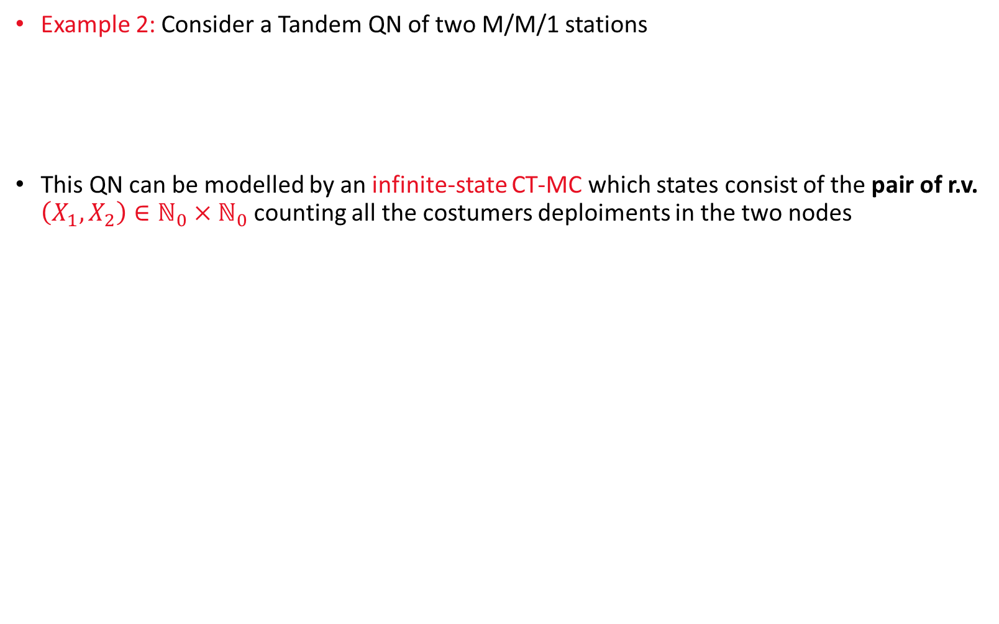 • Example 2: Consider a Tandem QN of two M/M/1 stations
• This QN can be modelled by an infinite-state CT-MC which states consist of the pair of r.v.
(𝑋₁, 𝑋₂) ∈ ℕ₀ × ℕ₀ counting all the costumers deploiments in the two nodes